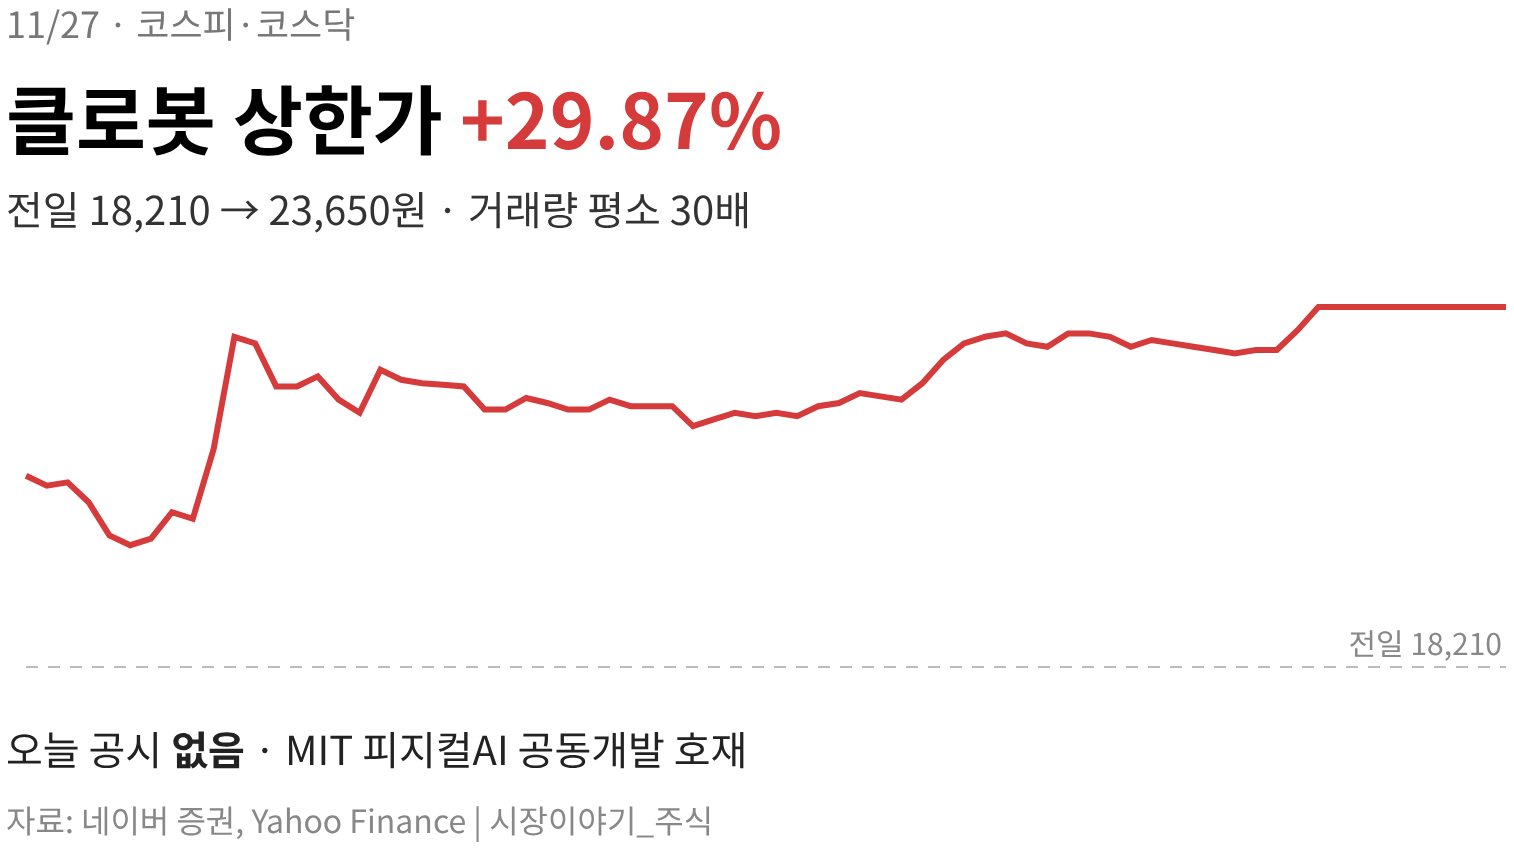 11/27 · 코스피·코스닥
클로봇 상한가 +29.87%
전일 18,210 → 23,650원 · 거래량 평소 30배
전일 18,210
오늘 공시 없음 · MIT 피지컬AI 공동개발 호재
자료: 네이버 증권, Yahoo Finance | 시장이야기_주식